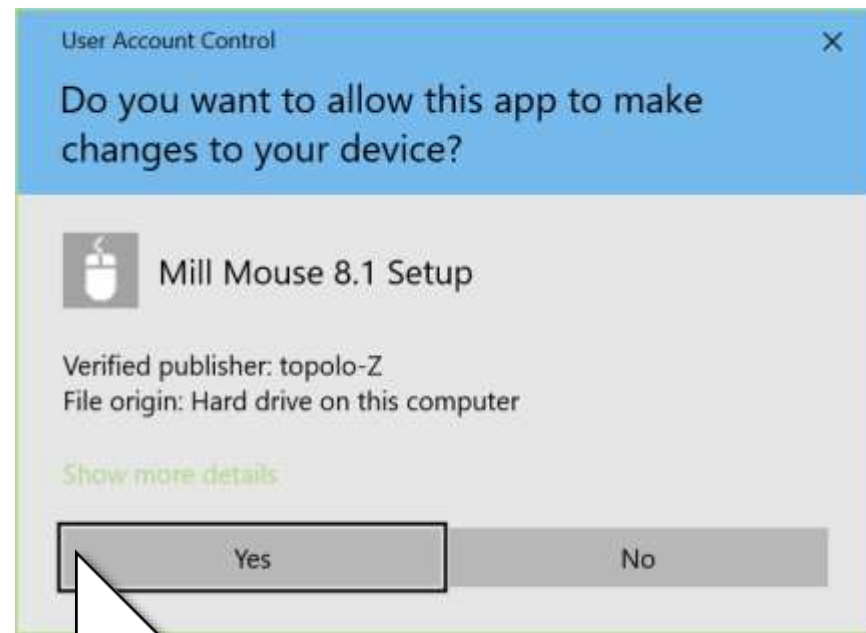 User Account Control
Do you want to allow this app to make
changes to your device?
Mill Mouse 8.1 Setup
Verified publisher: topolo-Z
File origin: Hard drive on this computer
Show more details
Yes
No